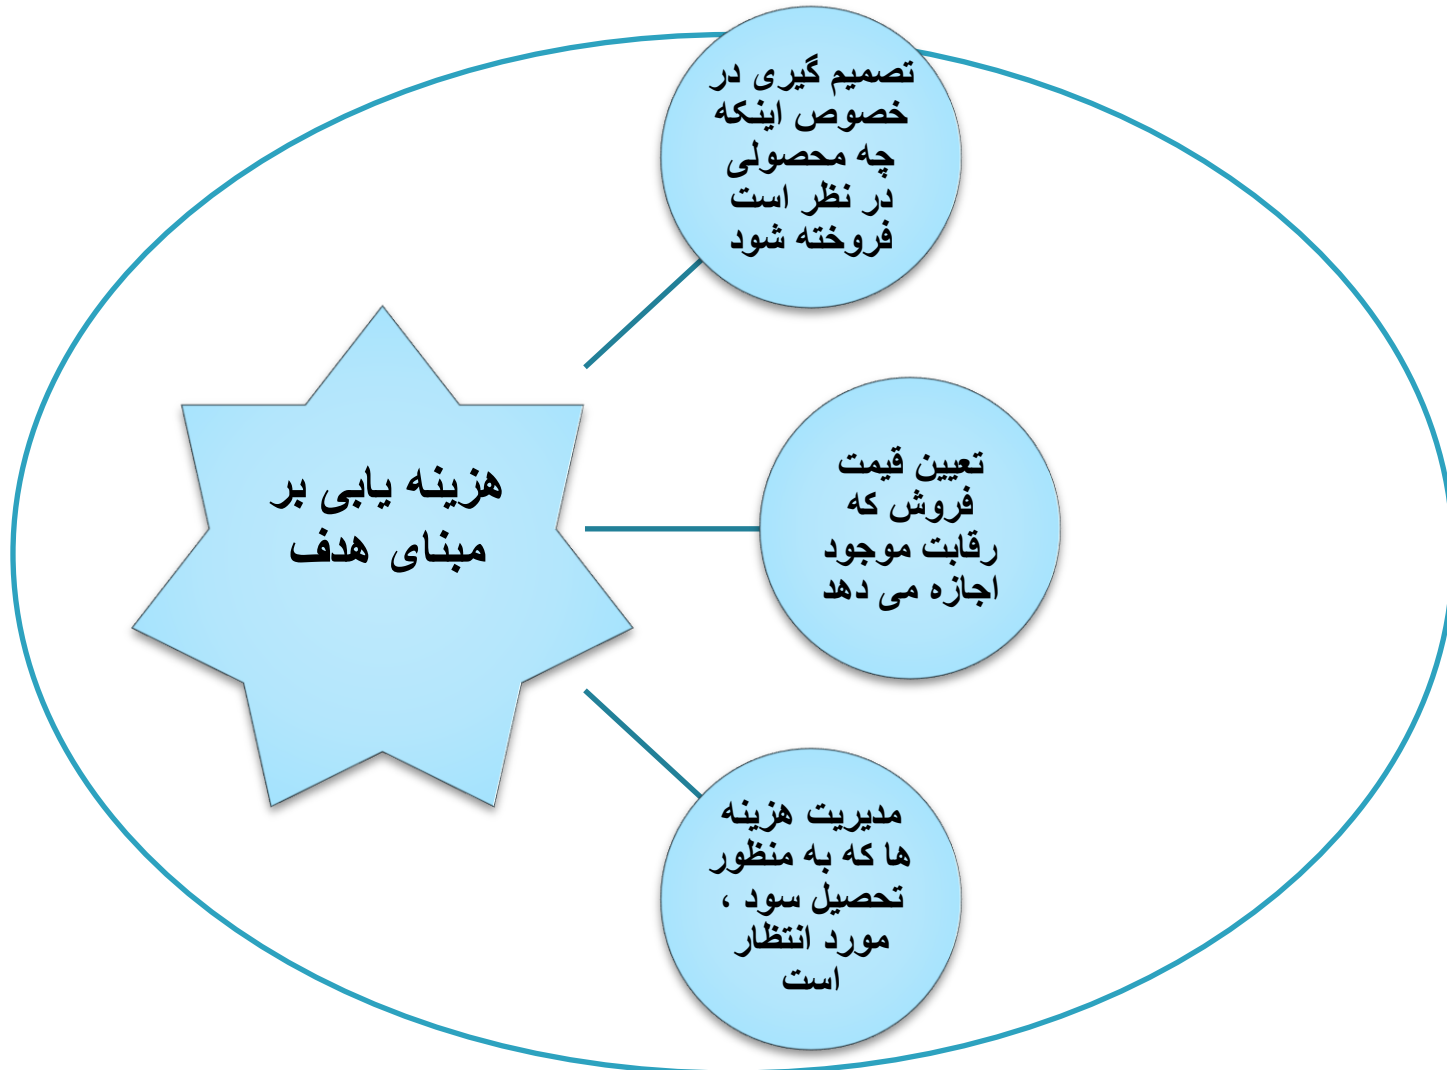 تصمیم گیری در
خصوص اینکه
چه محصولی
در نظر است
فروخته شود
هزینه یابی بر
مبنای هدف
تعیین قیمت
فروش که
رقابت موجود
اجازه می دهد
مدیریت هزینه
ها که به منظور
تحصیل سود ،
مورد انتظار
است